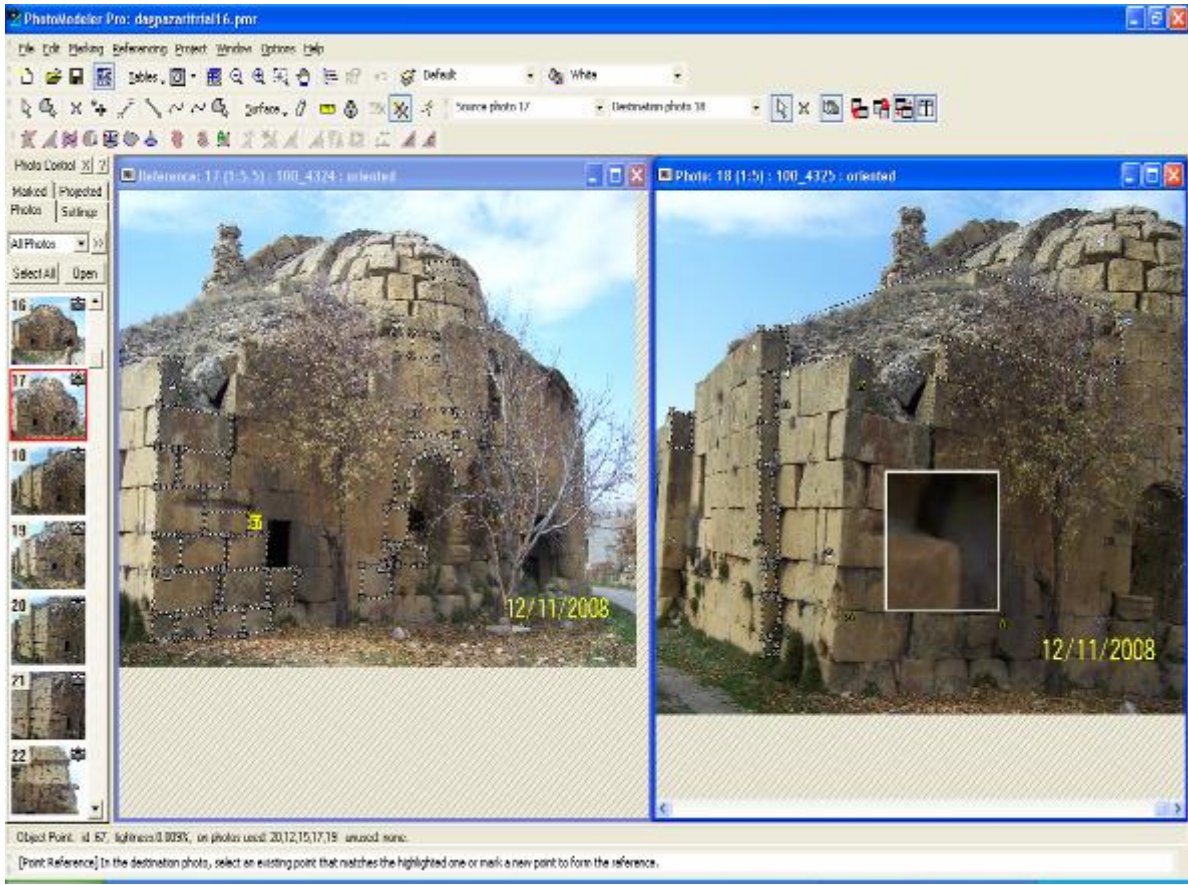 PhotoModeler Pro: dagpazaritrial16.pmr
File Edit Marking Referencing Project Window Options Help
Tables Default White
Surface Source photo 17 Destination photo 18
Photo Control X ?
Marked Projected
Photos Settings
All Photos >>
Select All Open
16
17
18
19
20
21
22
Reference: 17 (1:5.5) : 100_4324 : oriented
12/11/2008
Photo: 18 (1:5) : 100_4325 : oriented
12/11/2008
Object Point: id 67, tightness:0.009%, on photos used: 20,12,15,17,19 unused: none.
[Point Reference] In the destination photo, select an existing point that matches the highlighted one or mark a new point to form the reference.